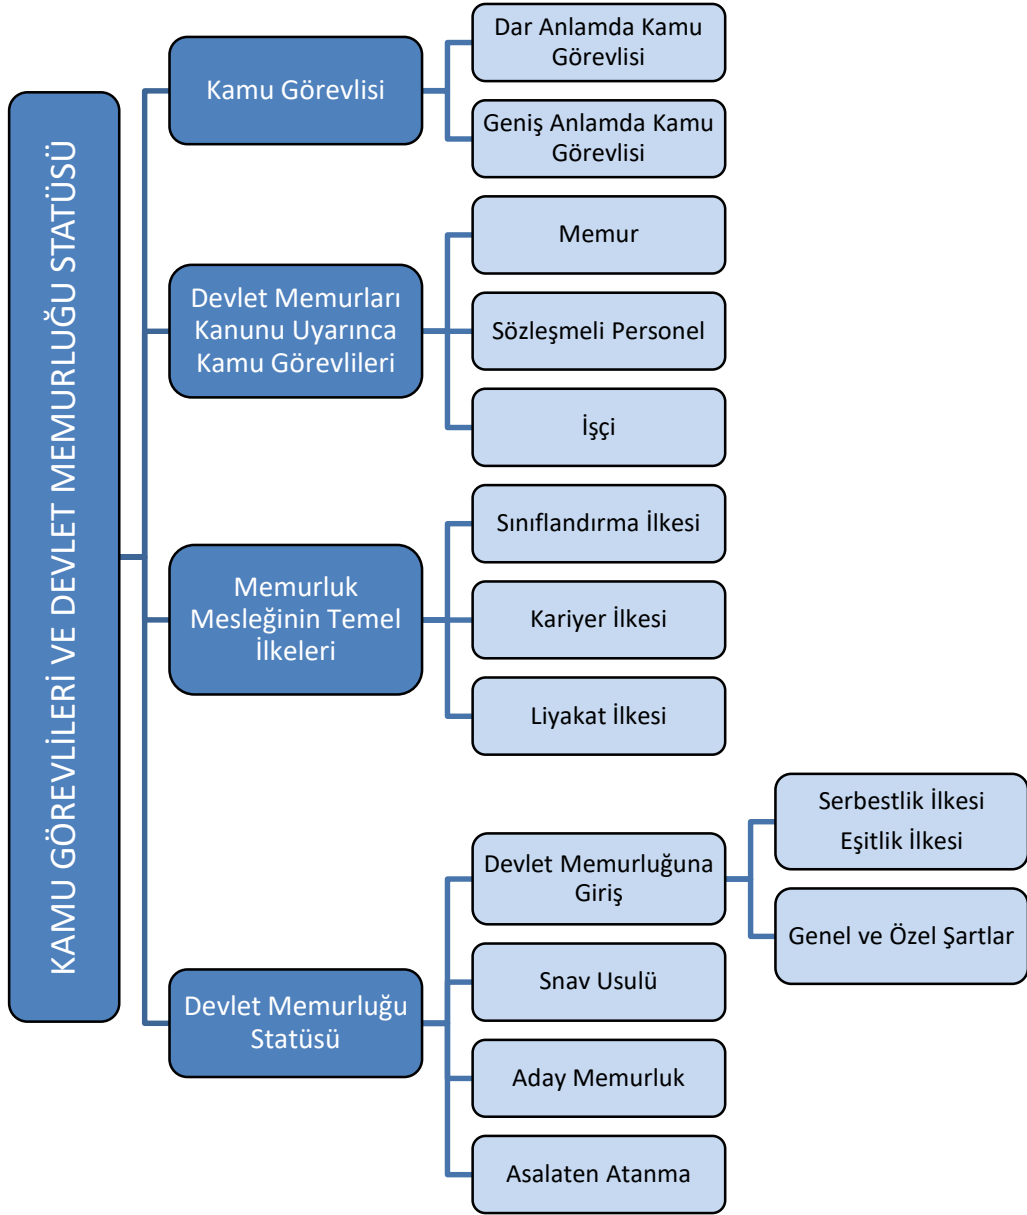 KAMU GÖREVLİLERİ VE DEVLET MEMURLUĞU STATÜSÜ
Kamu Görevlisi
Dar Anlamda Kamu
Görevlisi
Geniş Anlamda Kamu
Görevlisi
Devlet Memurları
Kanunu Uyarınca
Kamu Görevlileri
Memur
Sözleşmeli Personel
İşçi
Memurluk
Mesleğinin Temel
İlkeleri
Sınıflandırma İlkesi
Kariyer İlkesi
Liyakat İlkesi
Devlet Memurluğu
Statüsü
Devlet Memurluğuna
Giriş
Serbestlik İlkesi
Eşitlik İlkesi
Genel ve Özel Şartlar
Snav Usulü
Aday Memurluk
Asalaten Atanma